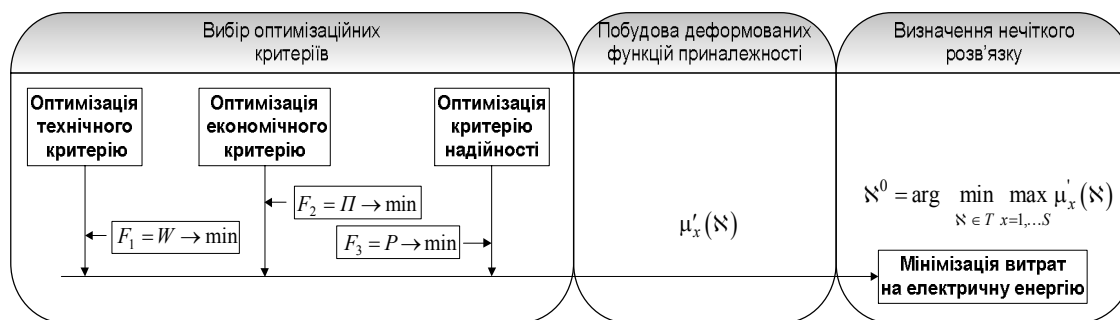 Вибір оптимізаційних
критеріїв
Побудова деформованих
функцій приналежності
Визначення нечіткого
розв'язку
Оптимізація
технічного
критерію
Оптимізація
економічного
критерію
Оптимізація
критерію
надійності
F₁ = W → min
F₂ = П → min
F₃ = P → min
μ′ₓ(ℵ)
ℵ⁰ = arg min max μ'ₓ(ℵ)
ℵ ∈ T x=1,...S
Мінімізація витрат
на електричну енергію